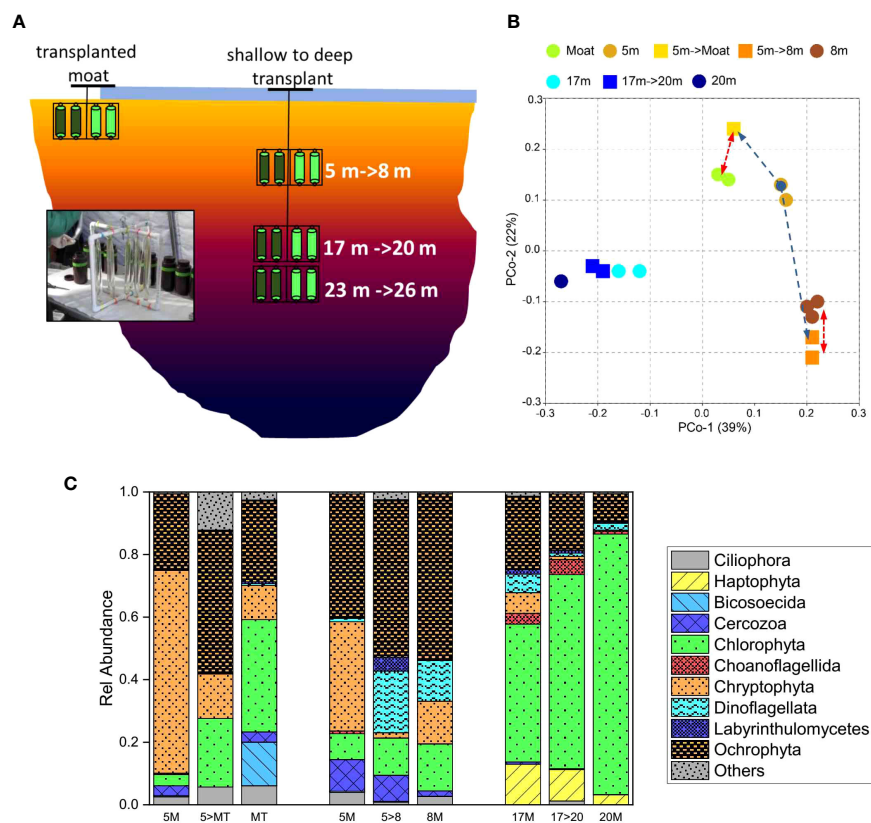 A
transplanted
moat
shallow to deep
transplant
5 m->8 m
17 m ->20 m
23 m ->26 m
B
Moat 5m 5m->Moat 5m->8m 8m
17m 17m->20m 20m
0.3
0.2
0.1
0.0
-0.1
-0.2
-0.3
PCo-2 (22%)
-0.3 -0.2 -0.1 0.0 0.1 0.2 0.3
PCo-1 (39%)
C
1.0
0.8
0.6
0.4
0.2
0.0
Rel Abundance
5M 5>MT MT 5M 5>8 8M 17M 17>20 20M
Ciliophora
Haptophyta
Bicosoecida
Cercozoa
Chlorophyta
Choanoflagellida
Chryptophyta
Dinoflagellata
Labyrinthulomycetes
Ochrophyta
Others